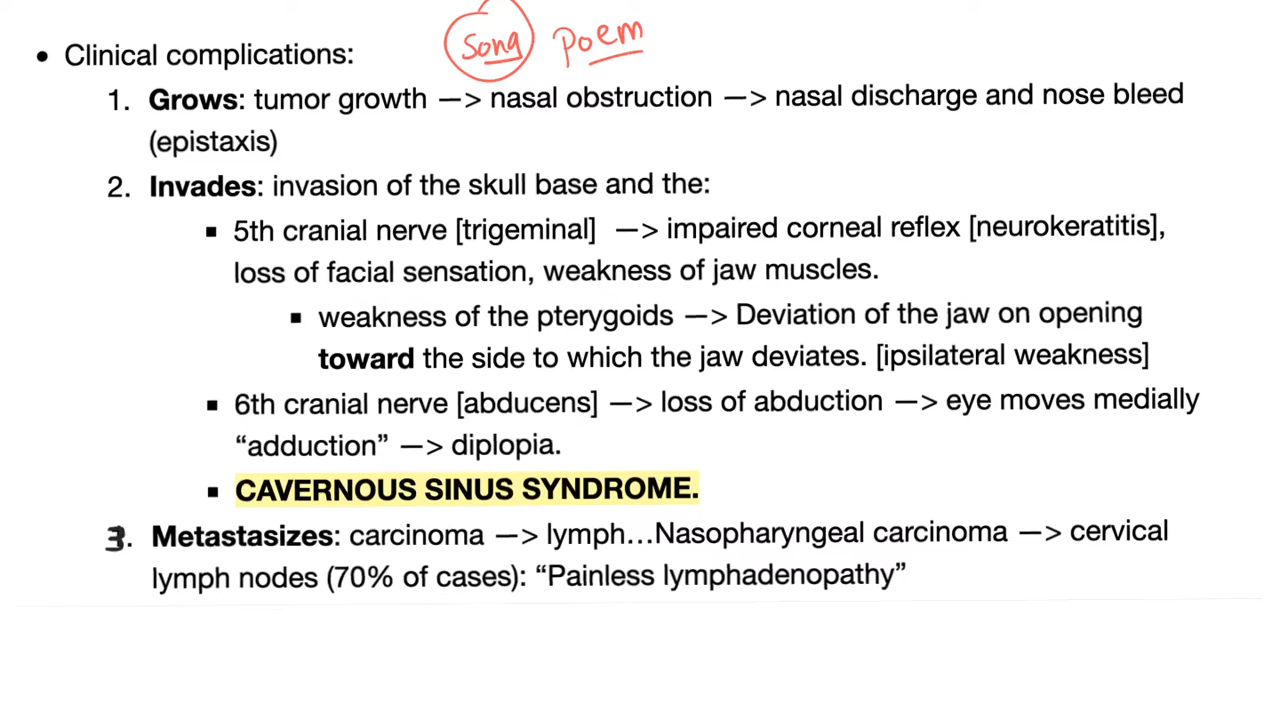 Song Poem
• Clinical complications:
1. Grows: tumor growth —> nasal obstruction —> nasal discharge and nose bleed
(epistaxis)
2. Invades: invasion of the skull base and the:
▪ 5th cranial nerve [trigeminal] —> impaired corneal reflex [neurokeratitis],
loss of facial sensation, weakness of jaw muscles.
▪ weakness of the pterygoids —> Deviation of the jaw on opening
toward the side to which the jaw deviates. [ipsilateral weakness]
▪ 6th cranial nerve [abducens] —> loss of abduction —> eye moves medially
“adduction” —> diplopia.
▪ CAVERNOUS SINUS SYNDROME.
3. Metastasizes: carcinoma —> lymph…Nasopharyngeal carcinoma —> cervical
lymph nodes (70% of cases): “Painless lymphadenopathy”